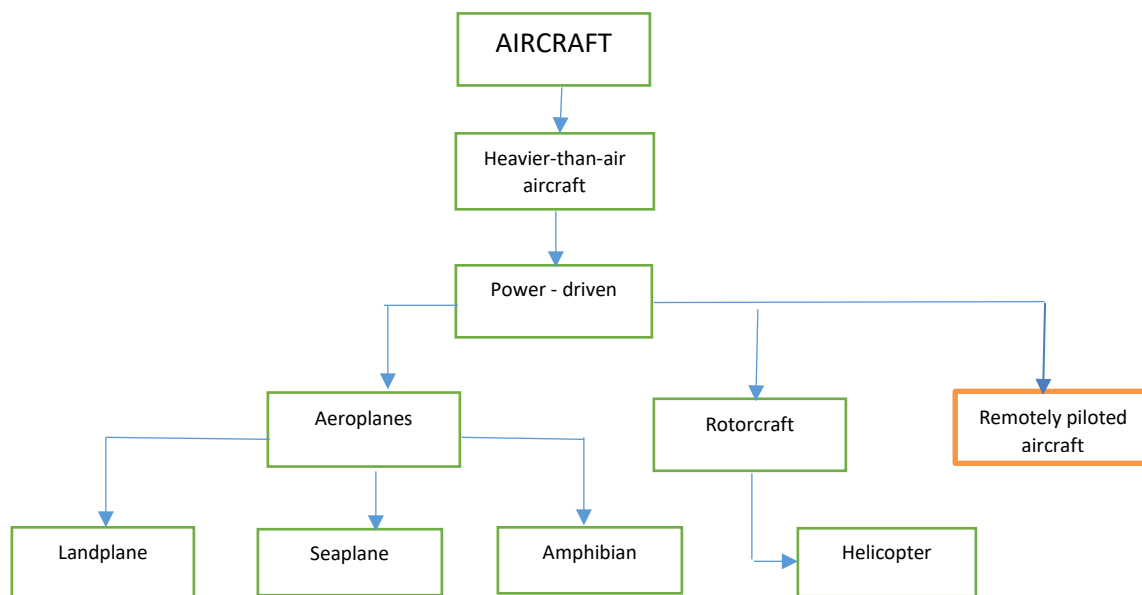 AIRCRAFT
Heavier-than-air
aircraft
Power - driven
Aeroplanes
Rotorcraft
Remotely piloted
aircraft
Landplane
Seaplane
Amphibian
Helicopter